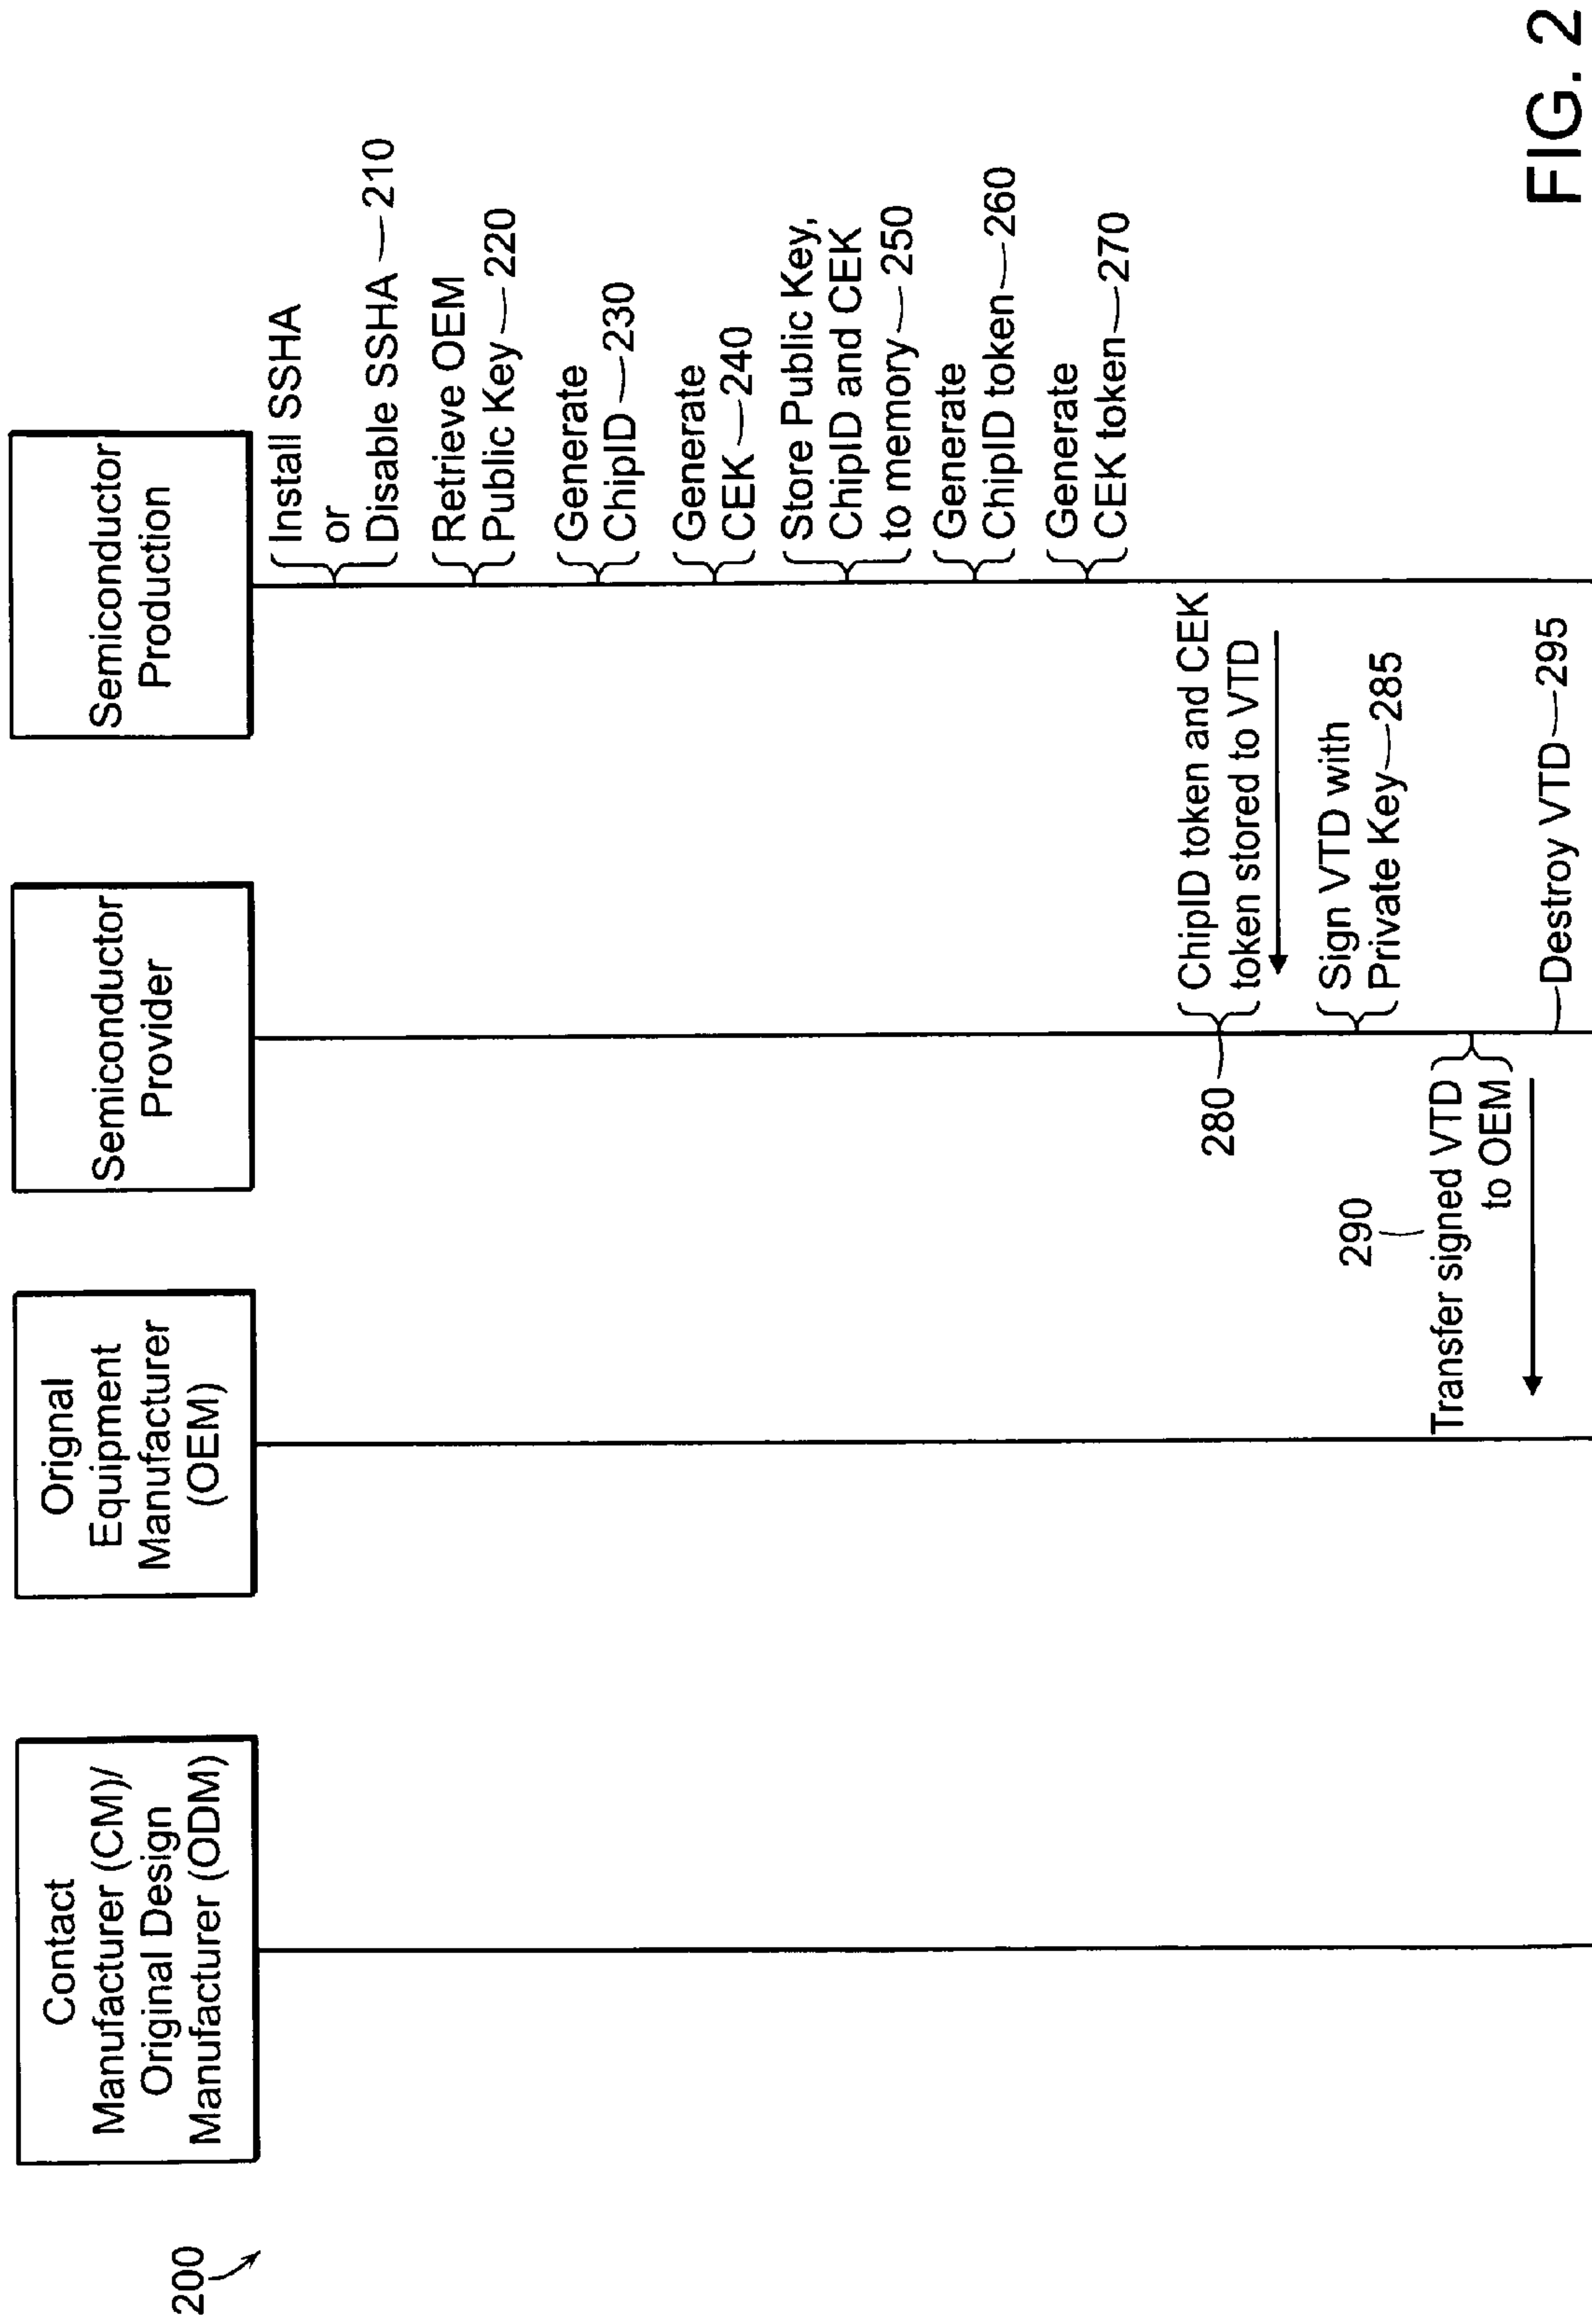 200
Contact
Manufacturer (CM)/
Original Design
Manufacturer (ODM)
Orignal
Equipment
Manufacturer
(OEM)
Semiconductor
Provider
Semiconductor
Production
Install SSHA
or
Disable SSHA 210
Retrieve OEM
Public Key 220
Generate
ChipID 230
Generate
CEK 240
Store Public Key,
ChipID and CEK
to memory 250
Generate
ChipID token 260
Generate
CEK token 270
280
ChipID token and CEK
token stored to VTD
Sign VTD with
Private Key 285
290
Transfer signed VTD
to OEM
Destroy VTD 295
FIG. 2